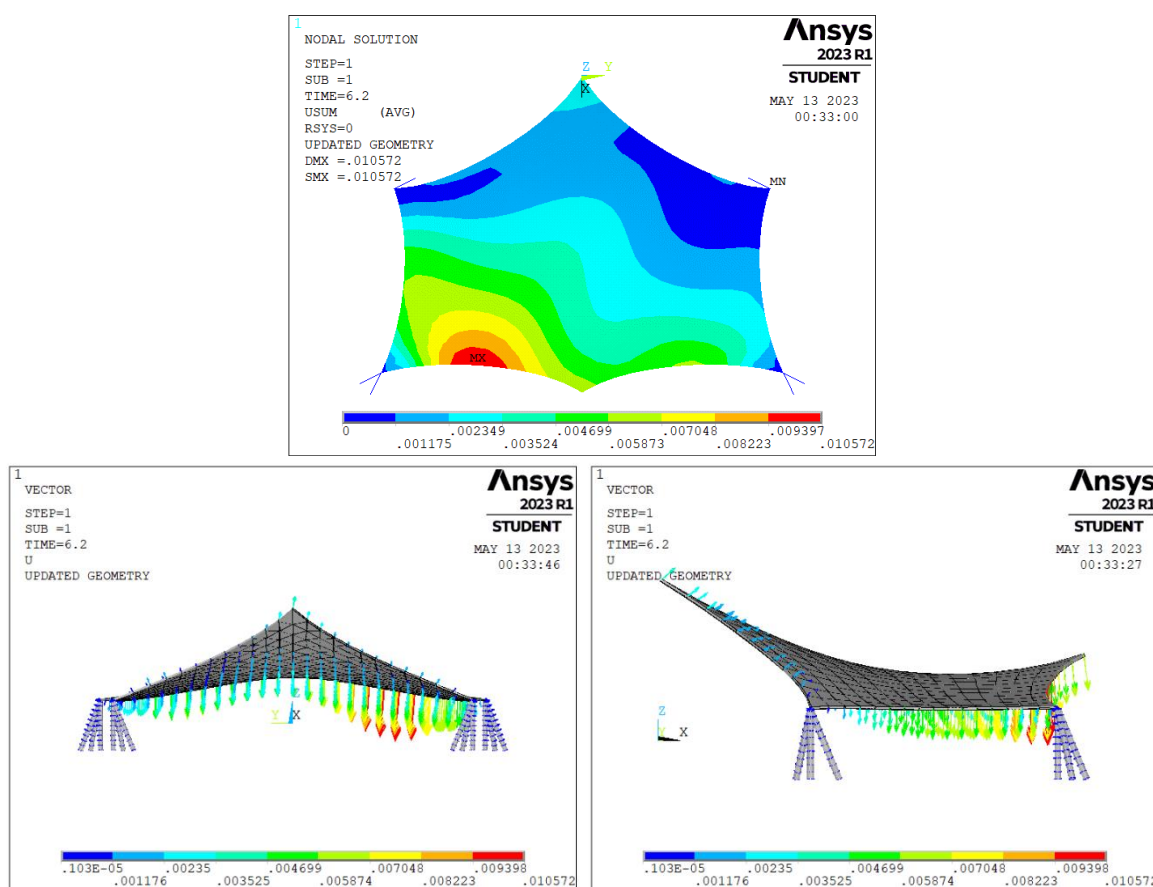 1
NODAL SOLUTION
STEP=1
SUB =1
TIME=6.2
USUM (AVG)
RSYS=0
UPDATED GEOMETRY
DMX =.010572
SMX =.010572
Ansys
2023 R1
STUDENT
MAY 13 2023
00:33:00
Z Y
X
MN
MX
0 .002349 .004699 .007048 .009397
.001175 .003524 .005873 .008223 .010572
1
VECTOR
STEP=1
SUB =1
TIME=6.2
U
UPDATED GEOMETRY
Ansys
2023 R1
STUDENT
MAY 13 2023
00:33:46
Z
Y X
.103E-05 .00235 .004699 .007048 .009398
.001176 .003525 .005874 .008223 .010572
1
VECTOR
STEP=1
SUB =1
TIME=6.2
U
UPDATED GEOMETRY
Ansys
2023 R1
STUDENT
MAY 13 2023
00:33:27
Z
Y X
.103E-05 .00235 .004699 .007048 .009398
.001176 .003525 .005874 .008223 .010572